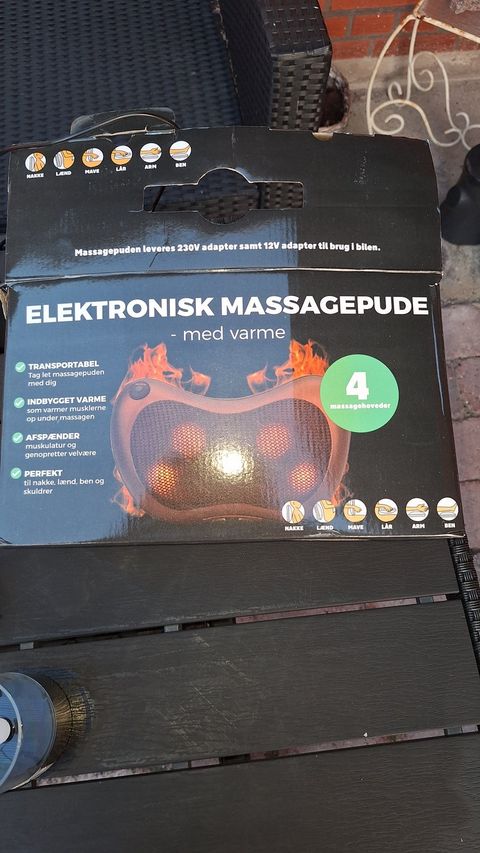 NAKKE LÆND MAVE LÅR ARM BEN
Massagepuden leveres 230V adapter samt 12V adapter til brug i bilen.
ELEKTRONISK MASSAGEPUDE
- med varme
TRANSPORTABEL
Tag let massagepuden
med dig
INDBYGGET VARME
som varmer musklerne
op under massagen
AFSPÆNDER
muskulatur og
genopretter velvære
PERFEKT
til nakke, lænd, ben og
skuldrer
4
massagehoveder
NAKKE LÆND MAVE LÅR ARM BEN